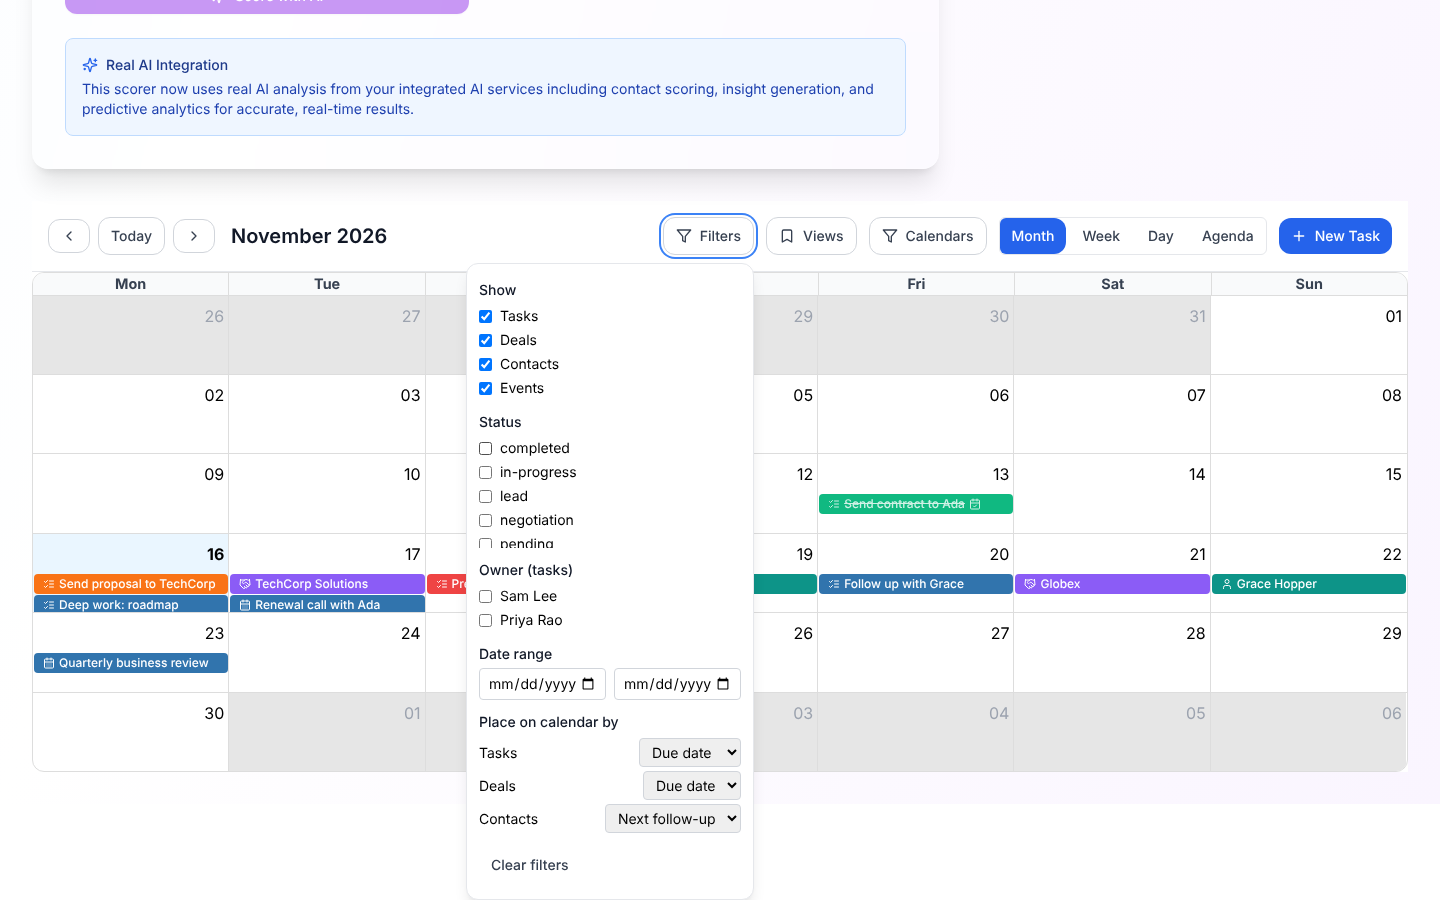 Real AI Integration
This scorer now uses real AI analysis from your integrated AI services including contact scoring, insight generation, and
predictive analytics for accurate, real-time results.
Today
November 2026
Filters
Views
Calendars
Month
Week
Day
Agenda
New Task
Mon
Tue
Fri
Sat
Sun
26
27
29
30
31
01
02
03
05
06
07
08
09
10
12
13
14
15
Send contract to Ada
16
17
19
20
21
22
Send proposal to TechCorp
TechCorp Solutions
Follow up with Grace
Globex
Grace Hopper
Deep work: roadmap
Renewal call with Ada
23
24
26
27
28
29
Quarterly business review
30
01
03
04
05
06
Show
Tasks
Deals
Contacts
Events
Status
completed
in-progress
lead
negotiation
pending
Owner (tasks)
Sam Lee
Priya Rao
Date range
mm/dd/yyyy
mm/dd/yyyy
Place on calendar by
Tasks
Due date
Deals
Due date
Contacts
Next follow-up
Clear filters